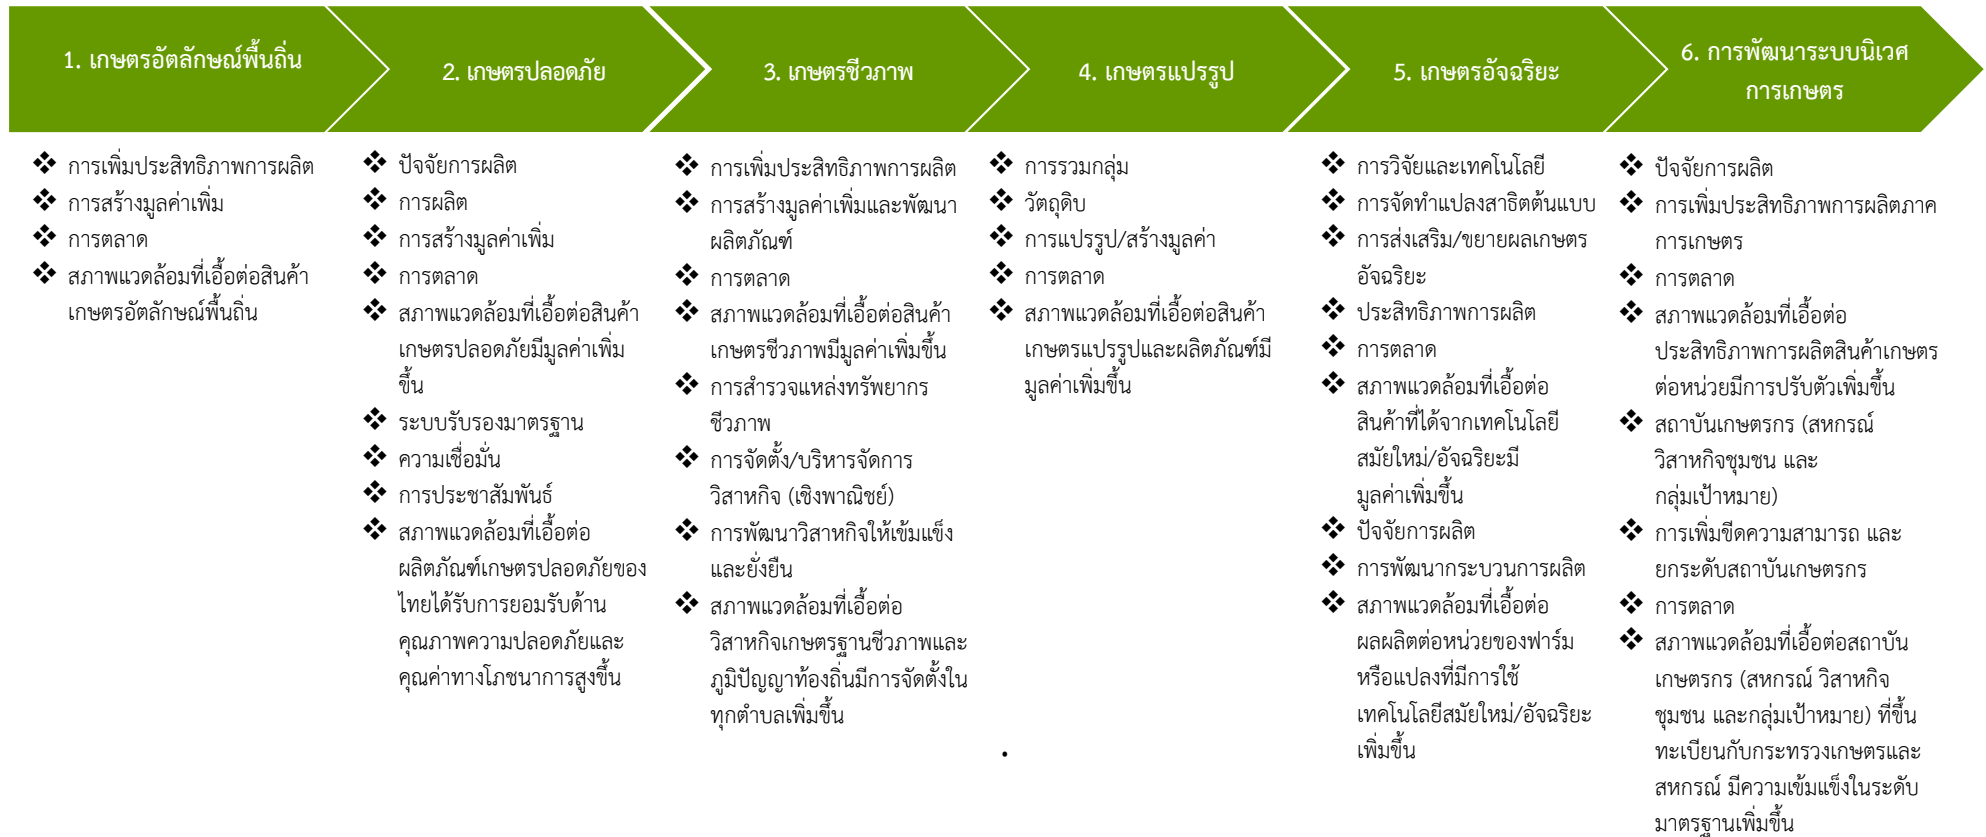 1. เกษตรอัตลักษณ์พื้นถิ่น
❖ การเพิ่มประสิทธิภาพการผลิต
❖ การสร้างมูลค่าเพิ่ม
❖ การตลาด
❖ สภาพแวดล้อมที่เอื้อต่อสินค้า
เกษตรอัตลักษณ์พื้นถิ่น
2. เกษตรปลอดภัย
❖ ปัจจัยการผลิต
❖ การผลิต
❖ การสร้างมูลค่าเพิ่ม
❖ การตลาด
❖ สภาพแวดล้อมที่เอื้อต่อสินค้า
เกษตรปลอดภัยมีมูลค่าเพิ่ม
ขึ้น
❖ ระบบรับรองมาตรฐาน
❖ ความเชื่อมั่น
❖ การประชาสัมพันธ์
❖ สภาพแวดล้อมที่เอื้อต่อ
ผลิตภัณฑ์เกษตรปลอดภัยของ
ไทยได้รับการยอมรับด้าน
คุณภาพความปลอดภัยและ
คุณค่าทางโภชนาการสูงขึ้น
3. เกษตรชีวภาพ
❖ การเพิ่มประสิทธิภาพการผลิต
❖ การสร้างมูลค่าเพิ่มและพัฒนา
ผลิตภัณฑ์
❖ การตลาด
❖ สภาพแวดล้อมที่เอื้อต่อสินค้า
เกษตรชีวภาพมีมูลค่าเพิ่มขึ้น
❖ การสำรวจแหล่งทรัพยากร
ชีวภาพ
❖ การจัดตั้ง/บริหารจัดการ
วิสาหกิจ (เชิงพาณิชย์)
❖ การพัฒนาวิสาหกิจให้เข้มแข็ง
และยั่งยืน
❖ สภาพแวดล้อมที่เอื้อต่อ
วิสาหกิจเกษตรฐานชีวภาพและ
ภูมิปัญญาท้องถิ่นมีการจัดตั้งใน
ทุกตำบลเพิ่มขึ้น
4. เกษตรแปรรูป
❖ การรวมกลุ่ม
❖ วัตถุดิบ
❖ การแปรรูป/สร้างมูลค่า
❖ การตลาด
❖ สภาพแวดล้อมที่เอื้อต่อสินค้า
เกษตรแปรรูปและผลิตภัณฑ์มี
มูลค่าเพิ่มขึ้น
5. เกษตรอัจฉริยะ
❖ การวิจัยและเทคโนโลยี
❖ การจัดทำแปลงสาธิตต้นแบบ
❖ การส่งเสริม/ขยายผลเกษตร
อัจฉริยะ
❖ ประสิทธิภาพการผลิต
❖ การตลาด
❖ สภาพแวดล้อมที่เอื้อต่อ
สินค้าที่ได้จากเทคโนโลยี
สมัยใหม่/อัจฉริยะมี
มูลค่าเพิ่มขึ้น
❖ ปัจจัยการผลิต
❖ การพัฒนากระบวนการผลิต
❖ สภาพแวดล้อมที่เอื้อต่อ
ผลผลิตต่อหน่วยของฟาร์ม
หรือแปลงที่มีการใช้
เทคโนโลยีสมัยใหม่/อัจฉริยะ
เพิ่มขึ้น
6. การพัฒนาระบบนิเวศ
การเกษตร
❖ ปัจจัยการผลิต
❖ การเพิ่มประสิทธิภาพการผลิตภาค
การเกษตร
❖ การตลาด
❖ สภาพแวดล้อมที่เอื้อต่อ
ประสิทธิภาพการผลิตสินค้าเกษตร
ต่อหน่วยมีการปรับตัวเพิ่มขึ้น
❖ สถาบันเกษตรกร (สหกรณ์
วิสาหกิจชุมชน และ
กลุ่มเป้าหมาย)
❖ การเพิ่มขีดความสามารถ และ
ยกระดับสถาบันเกษตรกร
❖ การตลาด
❖ สภาพแวดล้อมที่เอื้อต่อสถาบัน
เกษตรกร (สหกรณ์ วิสาหกิจ
ชุมชน และกลุ่มเป้าหมาย) ที่ขึ้น
ทะเบียนกับกระทรวงเกษตรและ
สหกรณ์ มีความเข้มแข็งในระดับ
มาตรฐานเพิ่มขึ้น